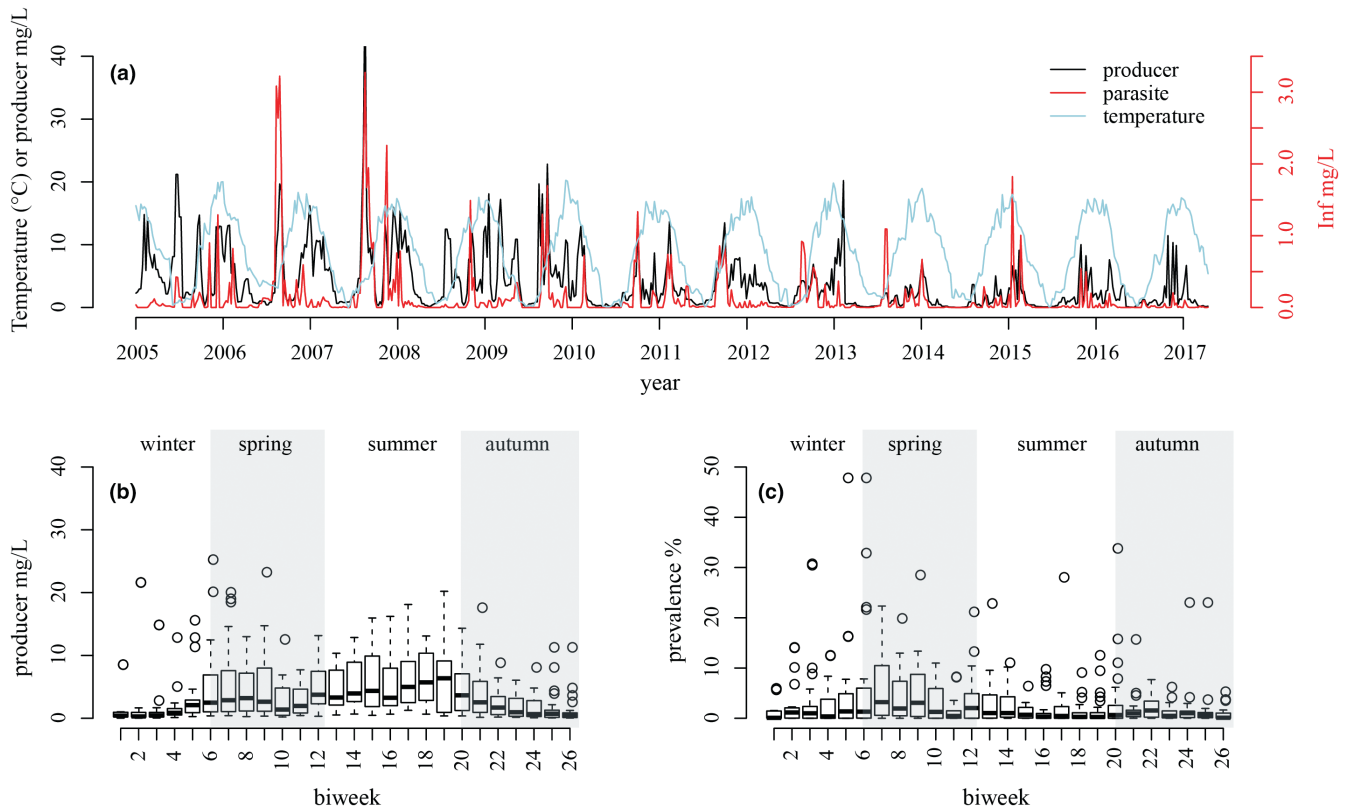 (a)
Temperature (°C) or producer mg/L
0 10 20 30 40
producer
parasite
temperature
0.0 1.0 2.0 3.0
Inf mg/L
2005 2006 2007 2008 2009 2010 2011 2012 2013 2014 2015 2016 2017
year
winter spring summer autumn
(b)
producer mg/L
0 10 20 30 40
2 4 6 8 10 12 14 16 18 20 22 24 26
biweek
winter spring summer autumn
(c)
prevalence %
0 10 20 30 40 50
2 4 6 8 10 12 14 16 18 20 22 24 26
biweek